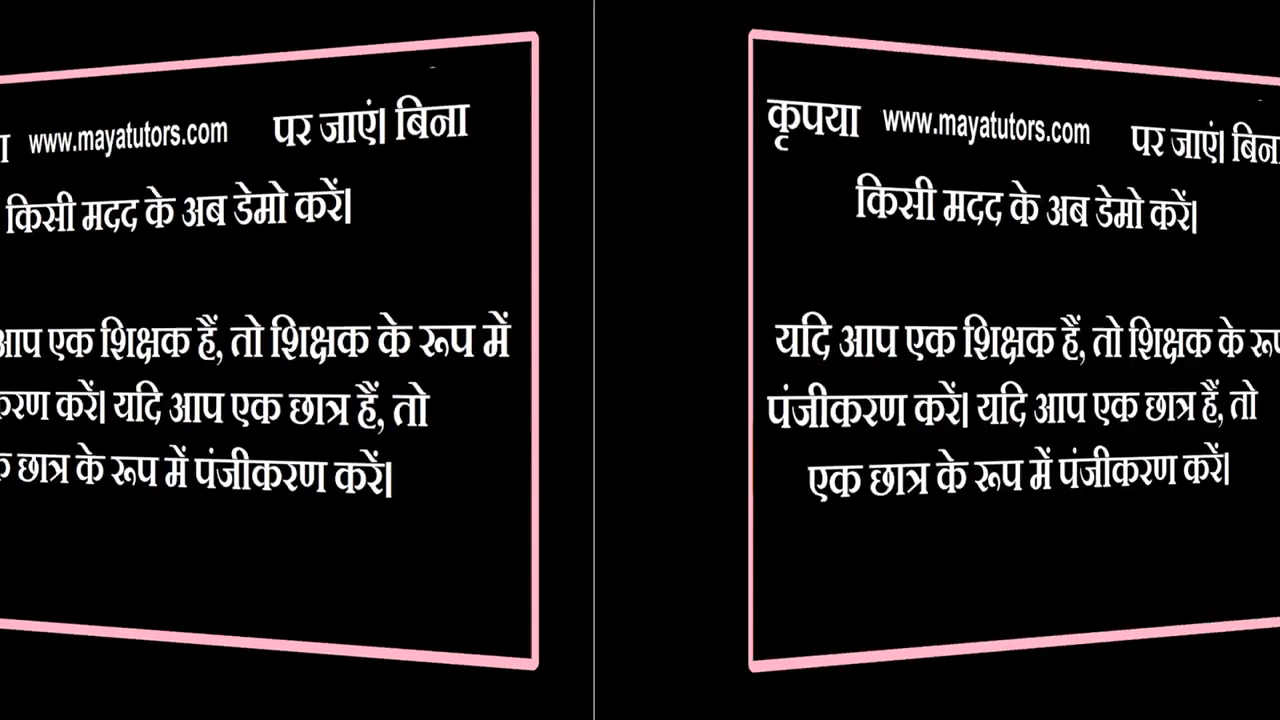 www.mayatutors.com पर जाएं। बिना
किसी मदद के अब डेमो करें।
आप एक शिक्षक हैं, तो शिक्षक के रूप में
करें। यदि आप एक छात्र हैं, तो
छात्र के रूप में पंजीकरण करें।
कृपया www.mayatutors.com पर जाएं। बिना
किसी मदद के अब डेमो करें।
यदि आप एक शिक्षक हैं, तो शिक्षक के रूप
पंजीकरण करें। यदि आप एक छात्र हैं, तो
एक छात्र के रूप में पंजीकरण करें।